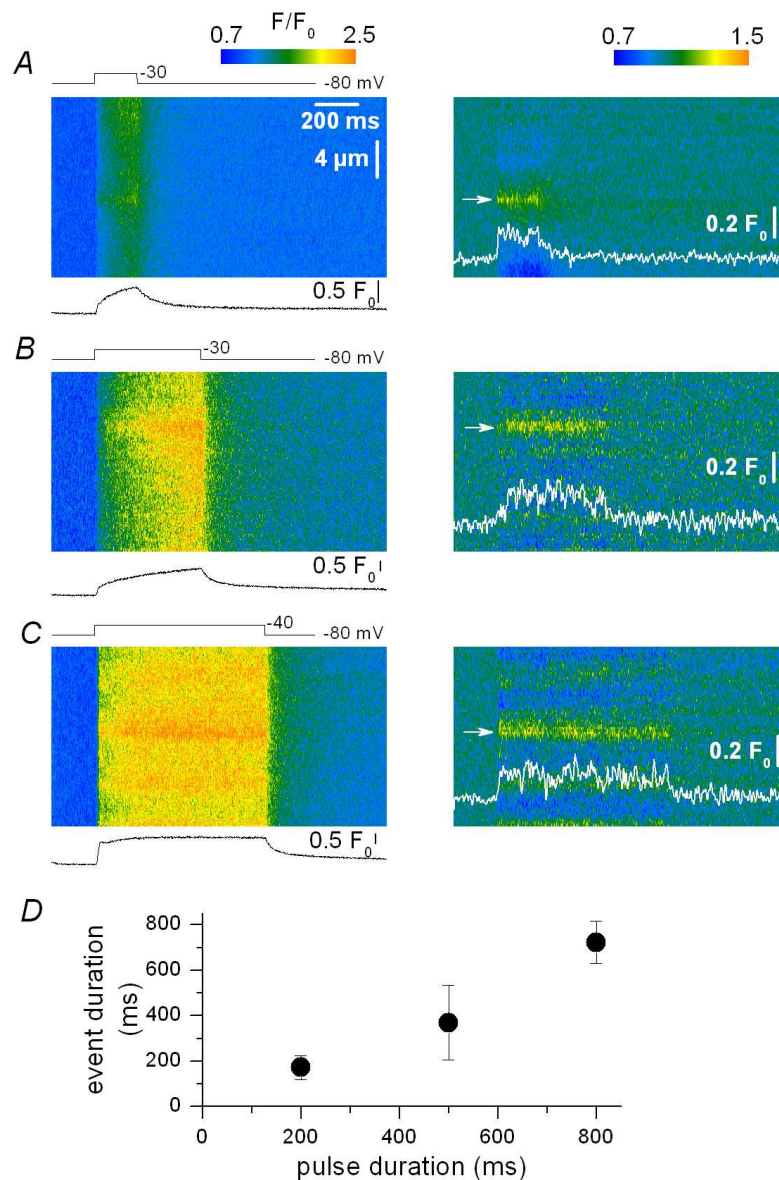 F/F0
0.7 2.5
0.7 1.5
A
-30
-80 mV
200 ms
4 µm
0.2 F0
0.5 F0
B
-30
-80 mV
0.2 F0
0.5 F0
C
-40
-80 mV
0.2 F0
0.5 F0
D
800
600
400
200
0
event duration
(ms)
0 200 400 600 800
pulse duration (ms)